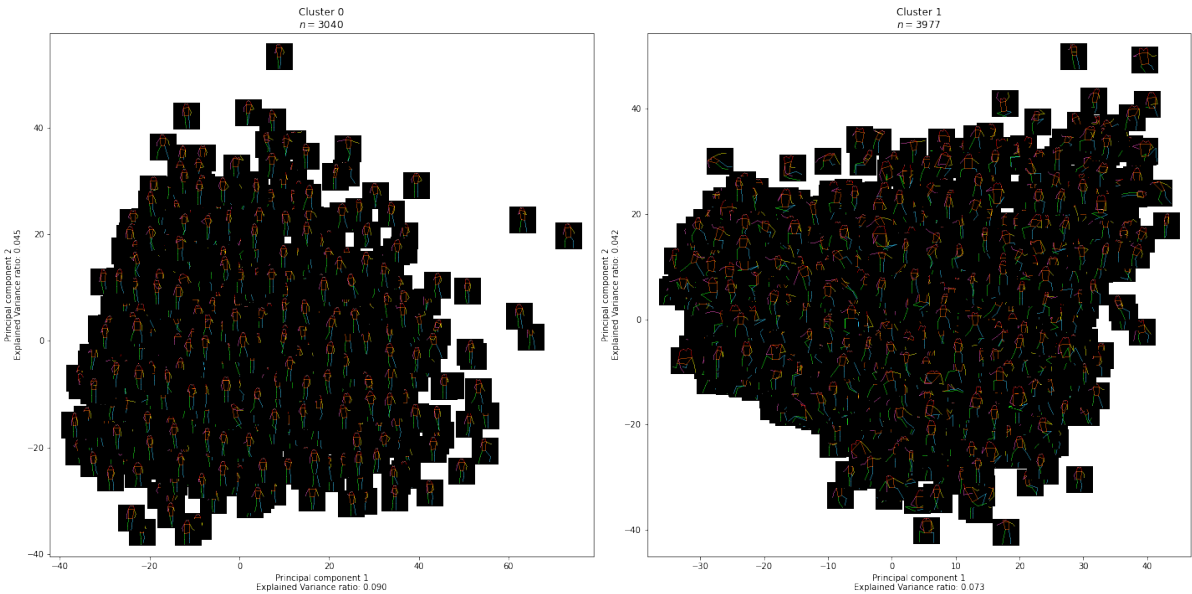 Cluster 0
n = 3040
40
20
0
−20
−40
Principal component 2
Explained Variance ratio: 0.045
−40
−20
0
20
40
60
Principal component 1
Explained Variance ratio: 0.090
Cluster 1
n = 3977
40
20
0
−20
−40
Principal component 2
Explained Variance ratio: 0.042
−30
−20
−10
0
10
20
30
40
Principal component 1
Explained Variance ratio: 0.073